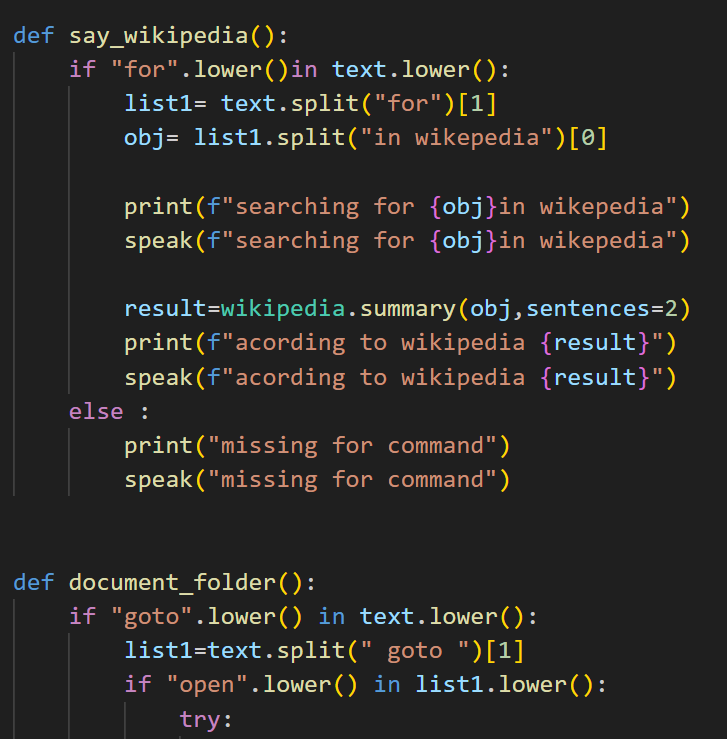 def say_wikipedia():
    if "for".lower()in text.lower():
        list1= text.split("for")[1]
        obj= list1.split("in wikepedia")[0]

        print(f"searching for {obj}in wikepedia")
        speak(f"searching for {obj}in wikepedia")

        result=wikipedia.summary(obj,sentences=2)
        print(f"acording to wikipedia {result}")
        speak(f"acording to wikipedia {result}")
    else :
        print("missing for command")
        speak("missing for command")


def document_folder():
    if "goto".lower() in text.lower():
        list1=text.split(" goto ")[1]
        if "open".lower() in list1.lower():
            try: